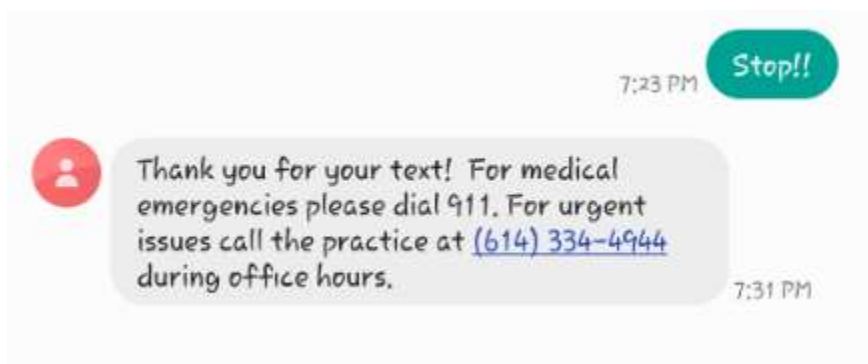 Stop!!
7:23 PM
Thank you for your text!  For medical
emergencies please dial 911. For urgent
issues call the practice at (614) 334-4944
during office hours.
7:31 PM